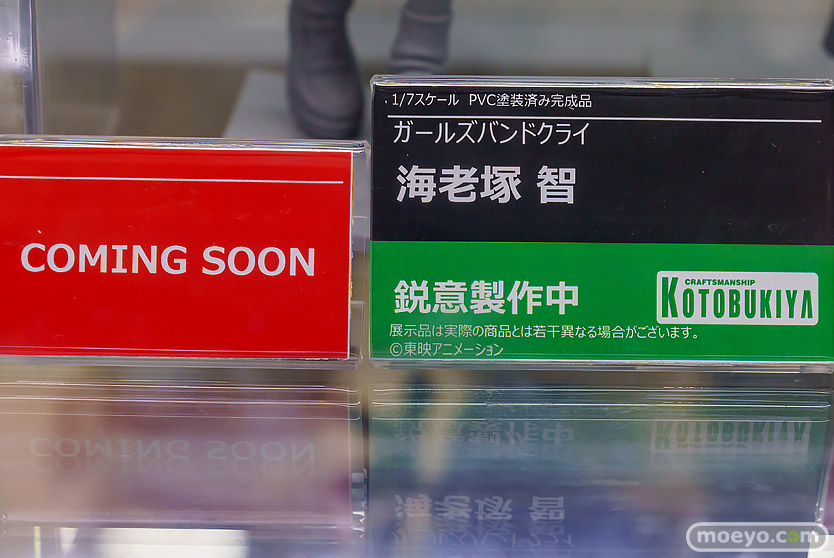 COMING SOON
1/7スケール PVC塗装済み完成品
ガールズバンドクライ
海老塚 智
鋭意製作中
CRAFTSMANSHIP
KOTOBUKIYA
展示品は実際の商品とは若干異なる場合がございます。
©東映アニメーション
moeyo.com